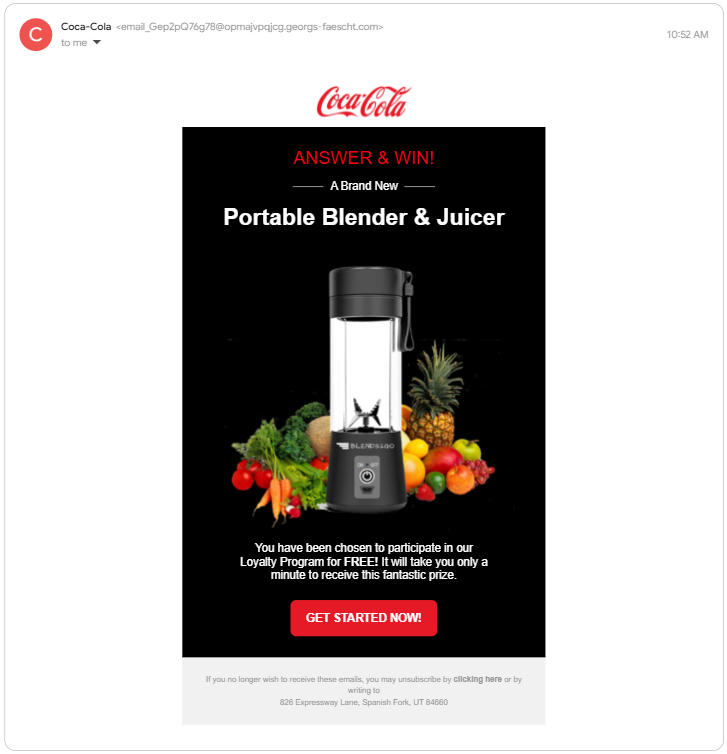 C
Coca-Cola <email_Gep2pQ76g78@opmajvpqjcg.georgs-faescht.com>
10:52 AM
to me
Coca-Cola
ANSWER & WIN!
A Brand New
Portable Blender & Juicer
BLENDS&GO
ON OFF
You have been chosen to participate in our
Loyalty Program for FREE! It will take you only a
minute to receive this fantastic prize.
GET STARTED NOW!
If you no longer wish to receive these emails, you may unsubscribe by clicking here or by
writing to
826 Expressway Lane, Spanish Fork, UT 84660